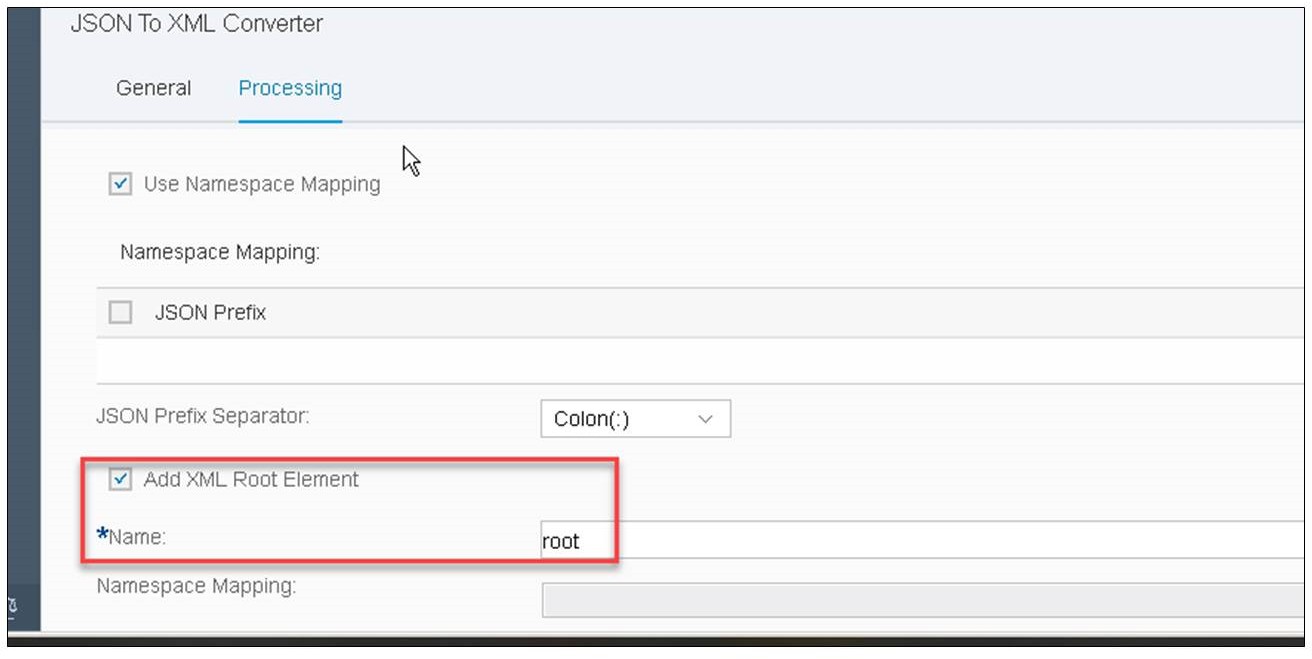 JSON To XML Converter
General Processing
Use Namespace Mapping
Namespace Mapping:
JSON Prefix
JSON Prefix Separator: Colon(:)
Add XML Root Element
*Name: root
Namespace Mapping: